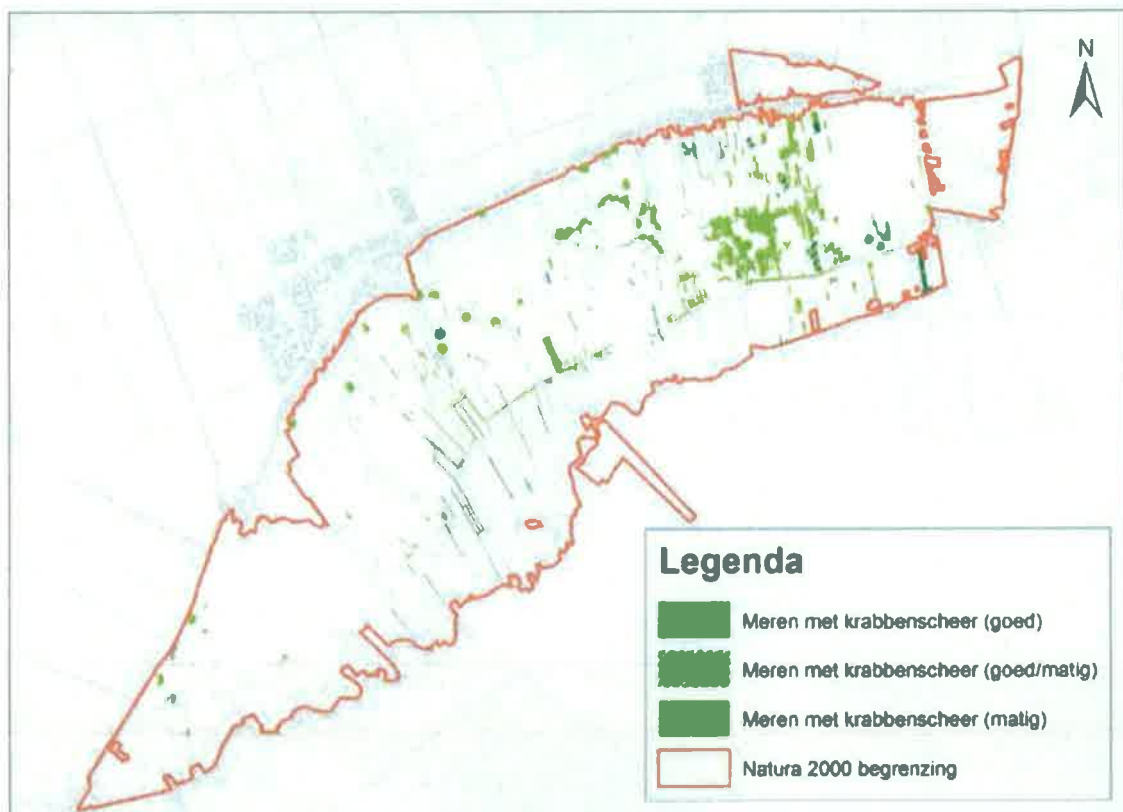 N
Legenda
Meren met krabbenscheer (goed)
Meren met krabbenscheer (goed/matig)
Meren met krabbenscheer (matig)
Natura 2000 begrenzing